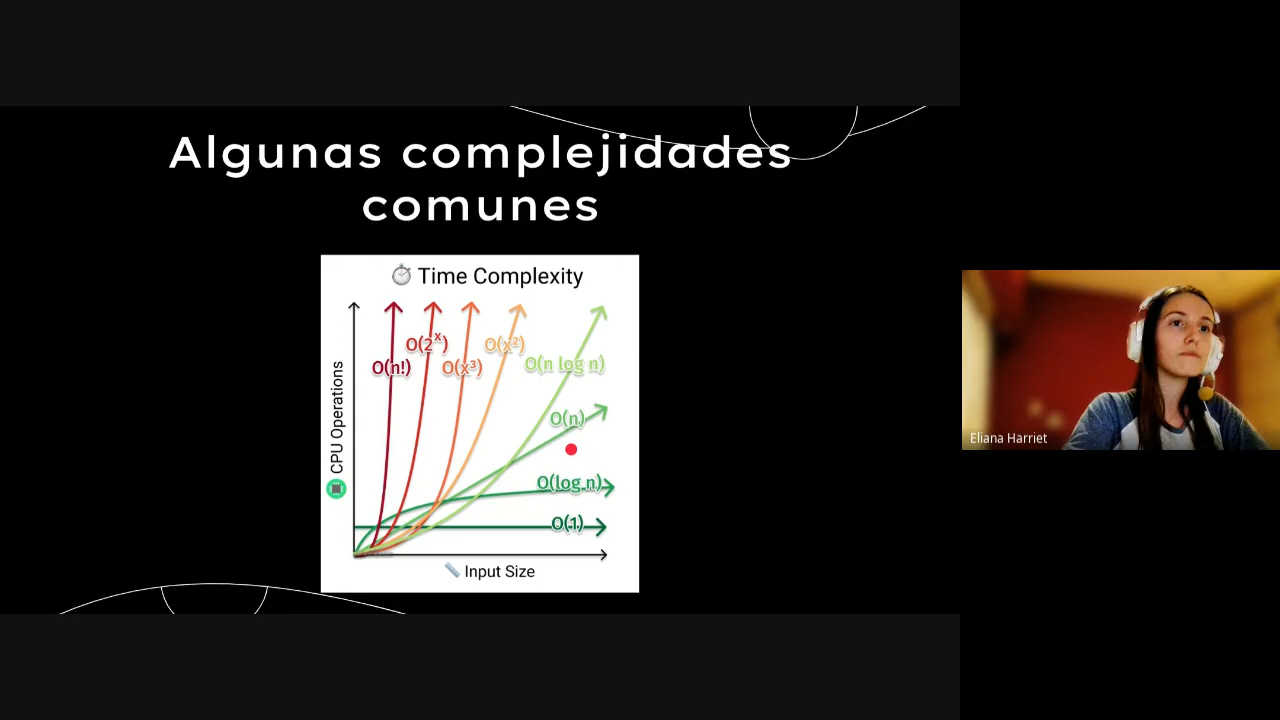 Algunas complejidades
comunes
Time Complexity
O(n!)
O(2ˣ)
O(x³)
O(x²)
O(n log n)
O(n)
O(log n)
O(1)
CPU Operations
Input Size
Eliana Harriet